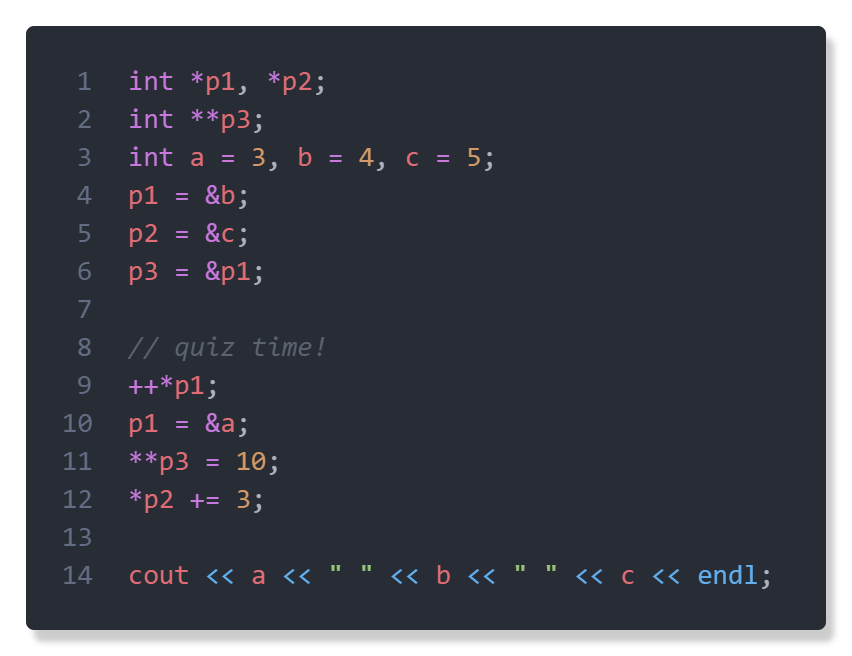 1 int *p1, *p2;
2 int **p3;
3 int a = 3, b = 4, c = 5;
4 p1 = &b;
5 p2 = &c;
6 p3 = &p1;
7
8 // quiz time!
9 ++*p1;
10 p1 = &a;
11 **p3 = 10;
12 *p2 += 3;
13
14 cout << a << " " << b << " " << c << endl;